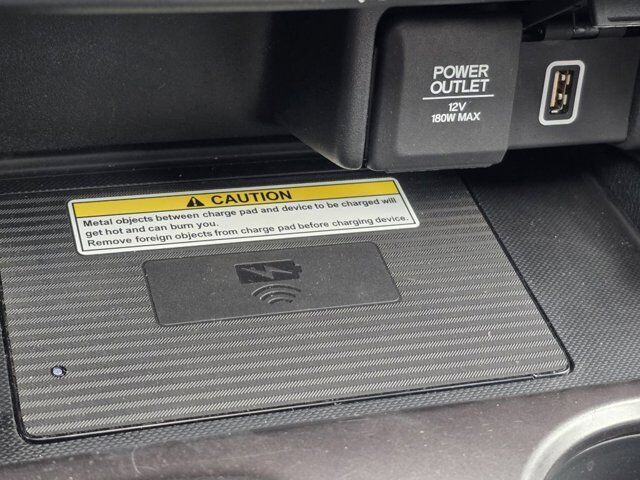 POWER
OUTLET
12V
180W MAX
CAUTION
Metal objects between charge pad and device to be charged will
get hot and can burn you.
Remove foreign objects from charge pad before charging device.